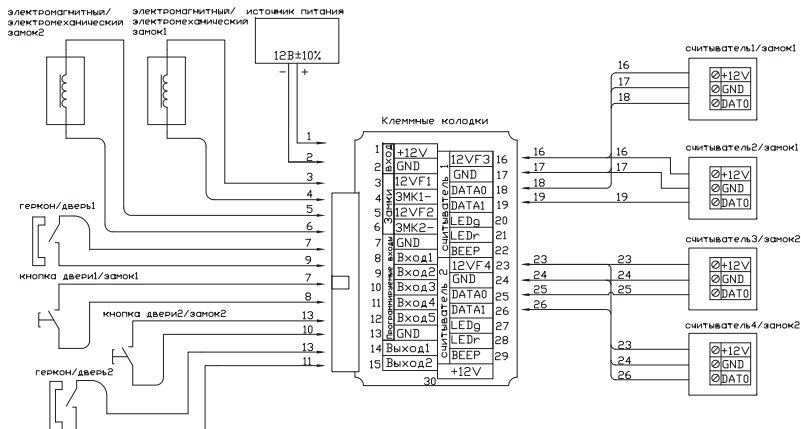 электромагнитный/
электромеханический
замок2
электромагнитный/
электромеханический
замок1
источник питания
12В±10%
− +
Клеммные колодки
1
2
3
4
5
6
7
9
геркон/дверь1
7
8
кнопка двери1/замок1
13
10
кнопка двери2/замок2
13
11
геркон/дверь2
вход
Замки
Программируемые входы
1 +12V
2 GND
3 12VF1
4 ЗМК1-
5 12VF2
6 ЗМК2-
7 GND
8 Вход1
9 Вход2
10 Вход3
11 Вход4
12 Вход5
13 GND
14 Выход1
15 Выход2
считыватель 1
12VF3 16
GND 17
DATA0 18
DATA1 19
LEDg 20
LEDr 21
BEEP 22
считыватель 2
12VF4 23
GND 24
DATA0 25
DATA1 26
LEDg 27
LEDr 28
BEEP 29
+12V
30
считыватель1/замок1
16 +12V
17 GND
18 DAT0
считыватель2/замок1
16 16 +12V
17 17 GND
18
19 19 DAT0
считыватель3/замок2
23 23 +12V
24 24 GND
25 25 DAT0
26
считыватель4/замок2
23 +12V
24 GND
26 DAT0